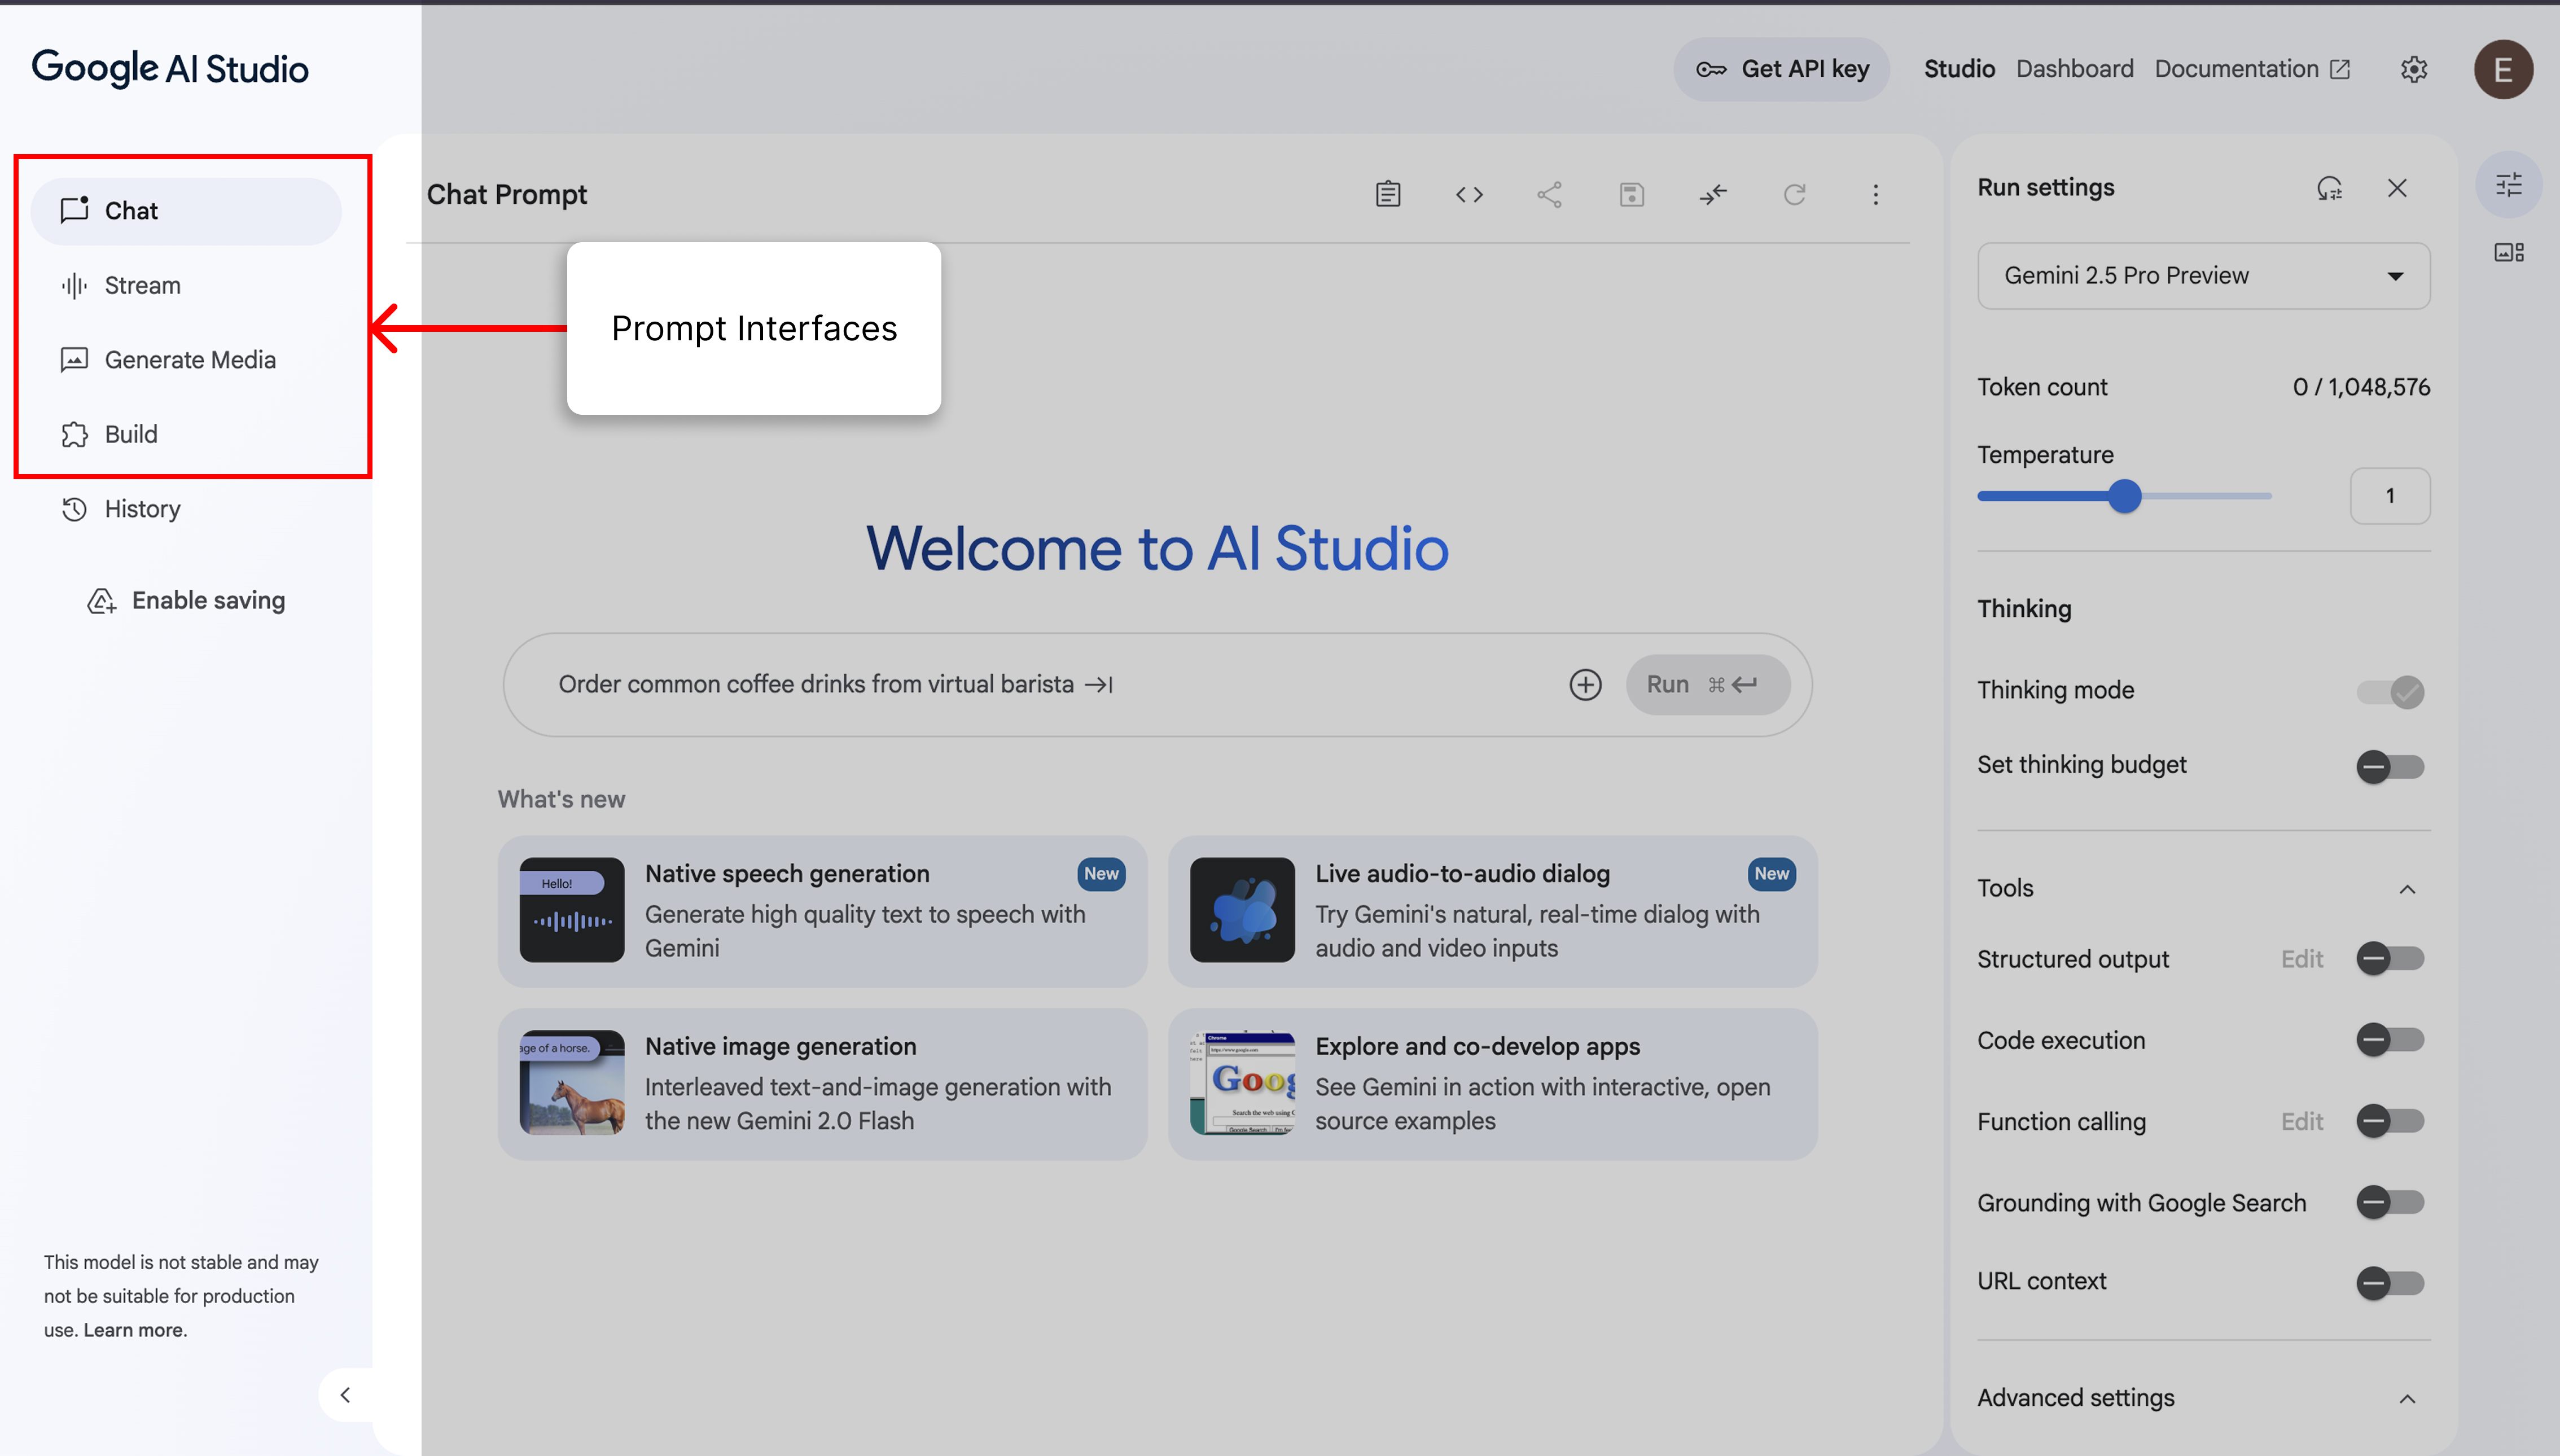 Google AI Studio
Get API key
Studio
Dashboard
Documentation
E
Chat
Stream
Generate Media
Build
History
Enable saving
This model is not stable and may
not be suitable for production
use. Learn more.
Chat Prompt
Prompt Interfaces
Welcome to AI Studio
Order common coffee drinks from virtual barista
Run ⌘
What's new
Hello!
Native speech generation
New
Generate high quality text to speech with
Gemini
Live audio-to-audio dialog
New
Try Gemini's natural, real-time dialog with
audio and video inputs
age of a horse.
Native image generation
Interleaved text-and-image generation with
the new Gemini 2.0 Flash
Chrome
Goog
Search the web using
Google Search
Explore and co-develop apps
See Gemini in action with interactive, open
source examples
Run settings
Gemini 2.5 Pro Preview
Token count
0 / 1,048,576
Temperature
1
Thinking
Thinking mode
Set thinking budget
Tools
Structured output
Edit
Code execution
Function calling
Edit
Grounding with Google Search
URL context
Advanced settings